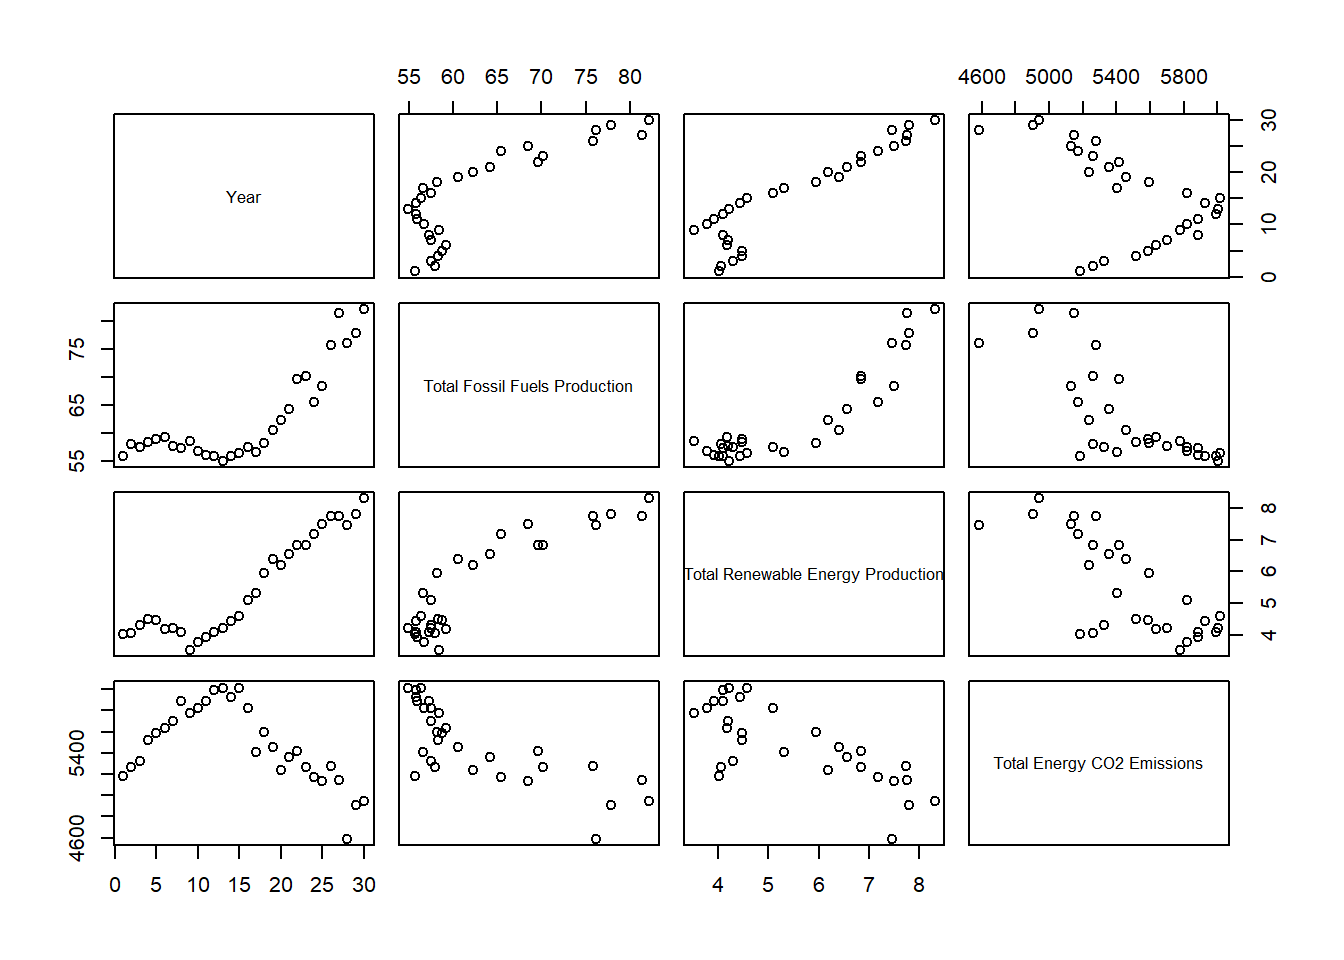 55 60 65 70 75 80
4600 5000 5400 5800
Year
0 10 20 30
55 65 75
Total Fossil Fuels Production
Total Renewable Energy Production
4 5 6 7 8
4600 5400
Total Energy CO2 Emissions
0 5 10 15 20 25 30
4 5 6 7 8